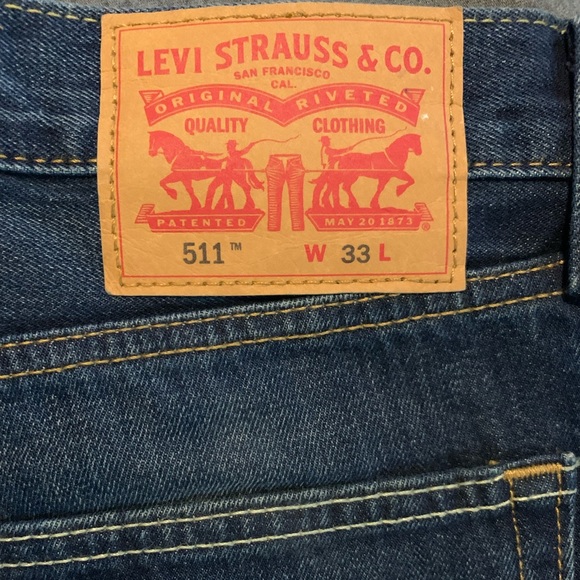 LEVI STRAUSS & CO.
SAN FRANCISCO
CAL.
ORIGINAL RIVETED
QUALITY CLOTHING
PATENTED MAY 20 1873 ®
511™ W 33 L